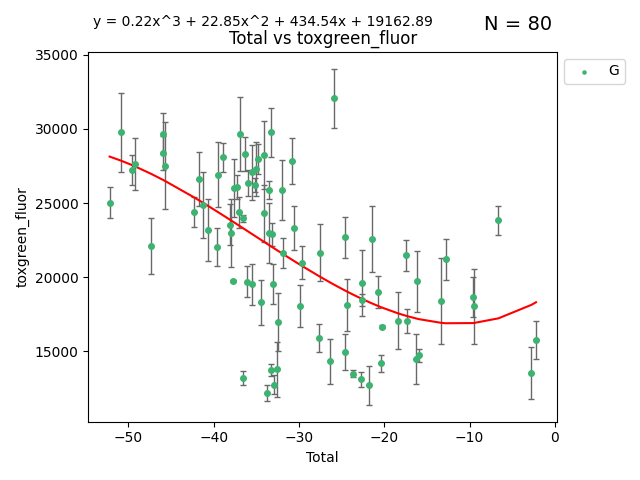 y = 0.22x^3 + 22.85x^2 + 434.54x + 19162.89
N = 80
Total vs toxgreen_fluor
G
35000
30000
25000
20000
15000
toxgreen_fluor
−50
−40
−30
−20
−10
0
Total